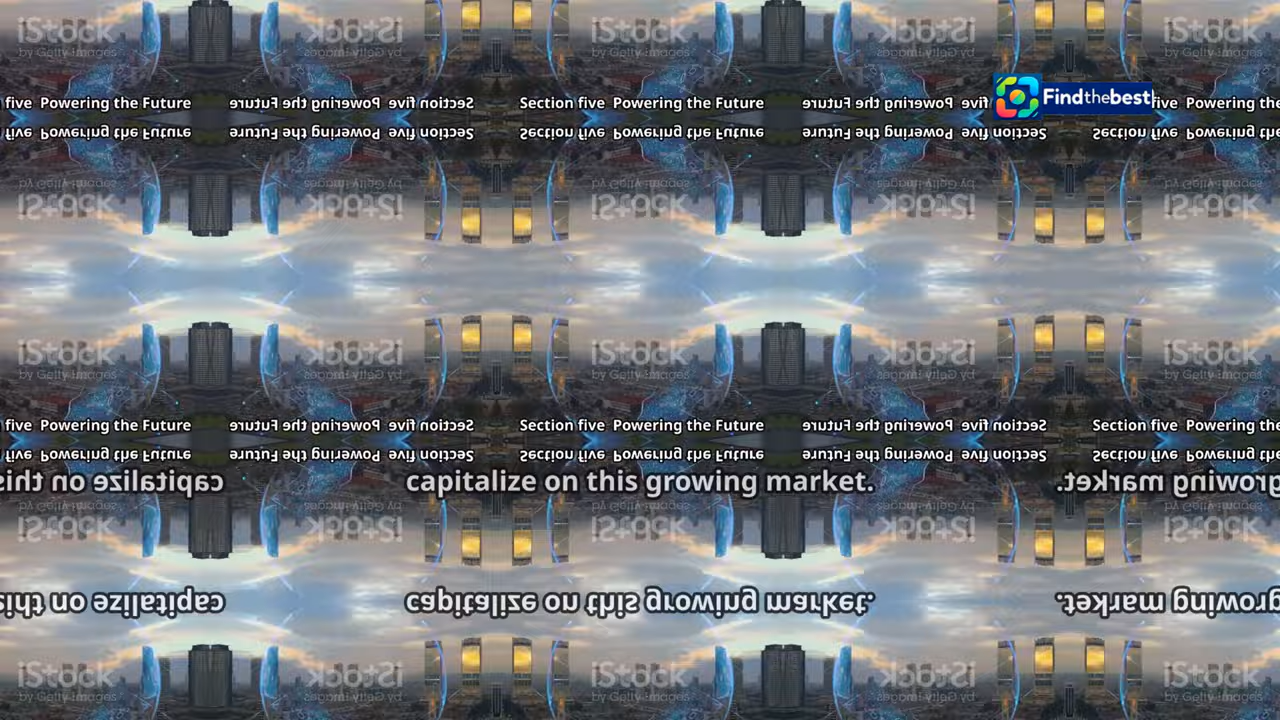 iStock
by Getty Images
Findthebest
Section five Powering the Future
capitalize on this growing market.